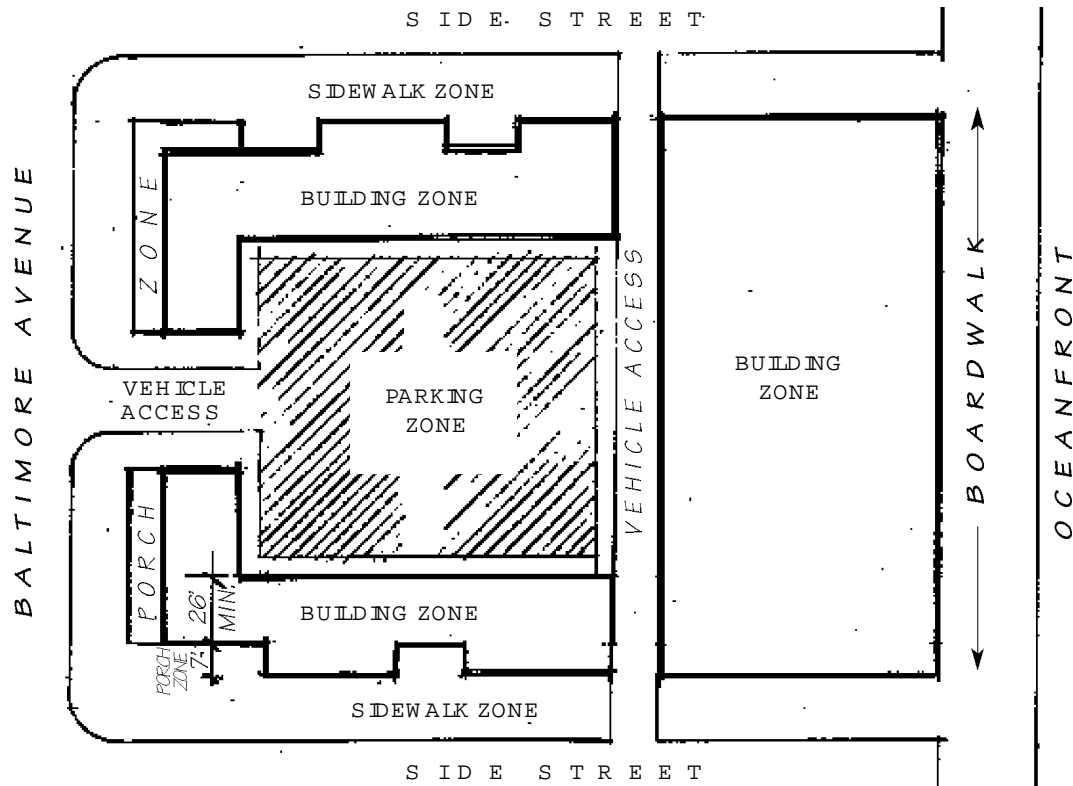 SIDE STREET
SIDEWALK ZONE
BUILDING ZONE
ZONE
BALTIMORE AVENUE
VEHICLE
ACCESS
PARKING
ZONE
VEHICLE ACCESS
BUILDING
ZONE
BOARDWALK
OCEANFRONT
PORCH
26'
MIN.
BUILDING ZONE
PORCH
ZONE
7'
SIDEWALK ZONE
SIDE STREET